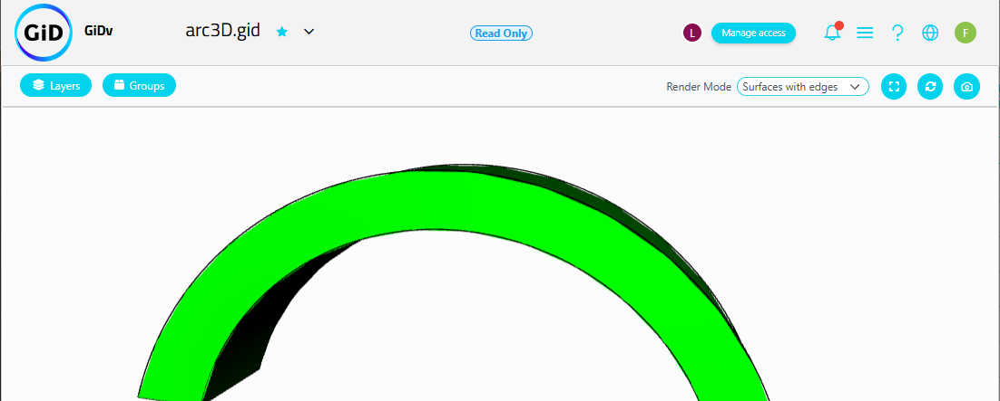 GiD
GiDv
arc3D.gid
Read Only
L
Manage access
F
Layers
Groups
Render Mode
Surfaces with edges